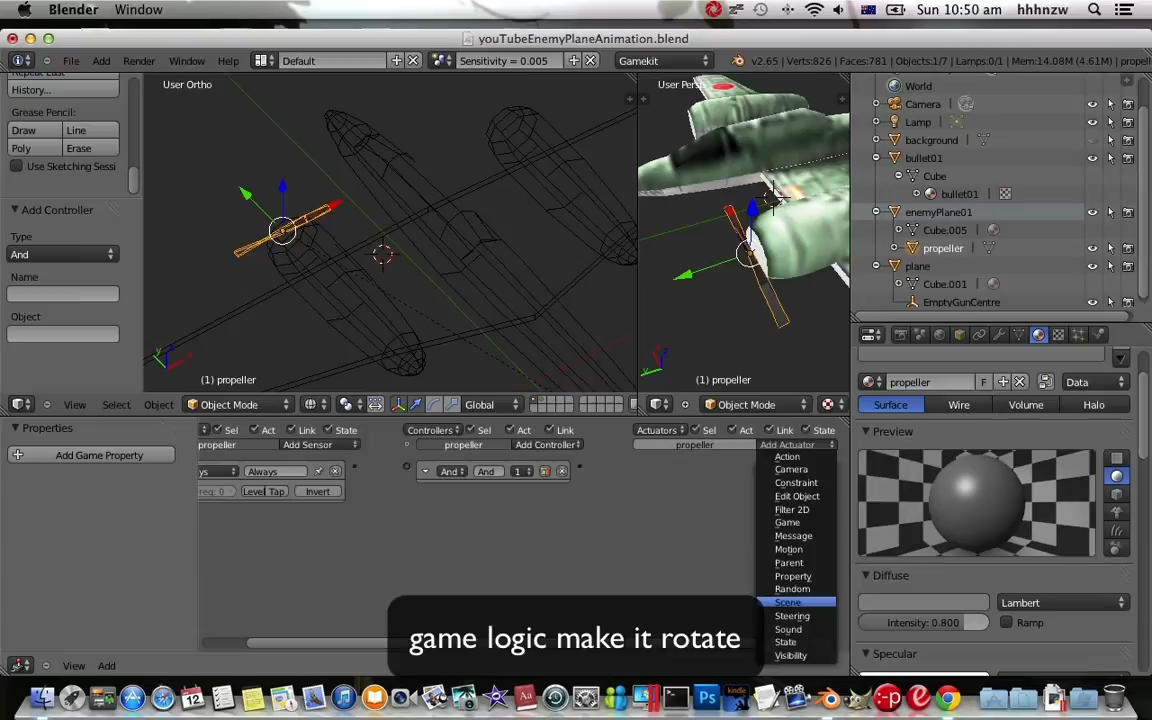 Blender Window Sun 10:50 am hhhnzw
youTubeEnemyPlaneAnimation.blend
File Add Render Window Help Default Sensitivity = 0.005 Gamekit v2.65 | Verts:826 | Faces:781 | Objects:1/7 | Lamps:0/1 | Mem:14.08M (4.61M) | propell
History...
Grease Pencil:
Draw Line
Poly Erase
Use Sketching Sessi
Add Controller
Type
And
Name
Object
User Ortho
(1) propeller
User Persp
(1) propeller
World
Camera
Lamp
background
bullet01
Cube
bullet01
enemyPlane01
Cube.005
propeller
plane
Cube.001
EmptyGunCentre
View Select Object Object Mode Global
Object Mode
propeller F Data
Surface Wire Volume Halo
Preview
Diffuse
Lambert
Intensity: 0.800 Ramp
Specular
Properties
Add Game Property
Sel Act Link State
propeller Add Sensor
ys Always
req: 0 Level Tap Invert
Controllers Sel Act Link
propeller Add Controller
And And 1
Actuators Sel Act Link State
propeller Add Actuator
Action
Camera
Constraint
Edit Object
Filter 2D
Game
Message
Motion
Parent
Property
Random
Scene
Steering
Sound
State
Visibility
game logic make it rotate
View Add